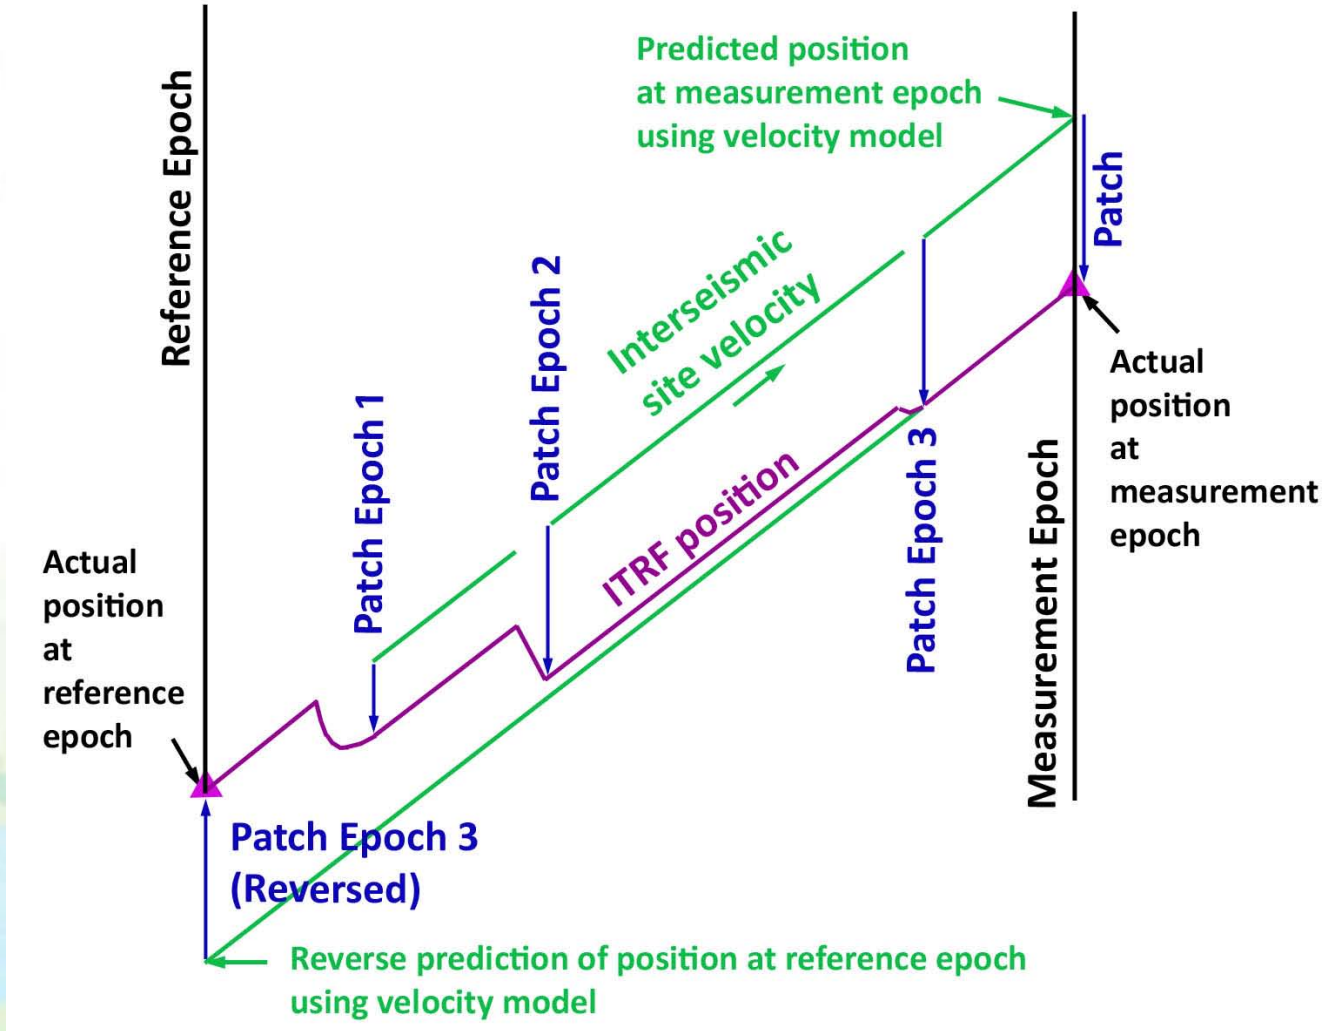 Reference Epoch
Predicted position
at measurement epoch
using velocity model
Patch
Patch Epoch 2
Interseismic
site velocity
Patch Epoch 1
Actual
position
at
measurement
epoch
Patch Epoch 3
ITRF position
Measurement Epoch
Actual
position
at
reference
epoch
Patch Epoch 3
(Reversed)
Reverse prediction of position at reference epoch
using velocity model